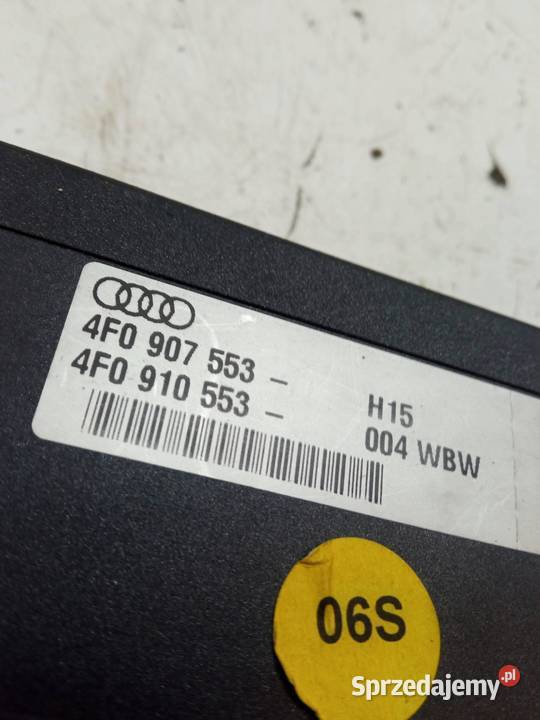 4F0 907 553 -
H15
4F0 910 553 -
004 WBW
06S
Sprzedajemy.pl